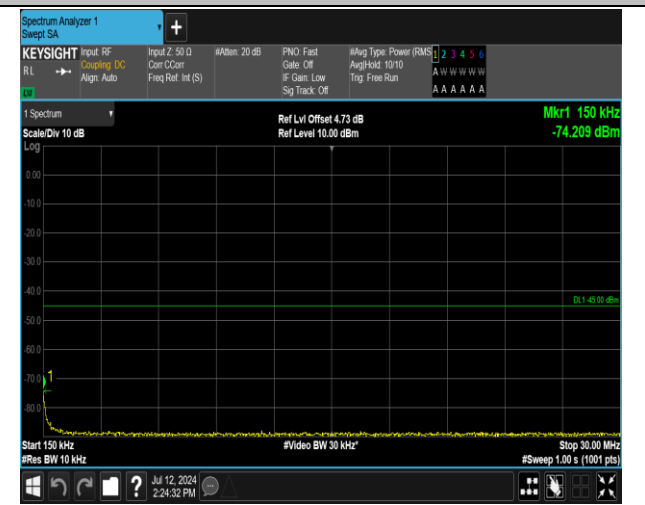 Spectrum Analyzer 1
Swept SA
+
KEYSIGHT Input: RF Input Z: 50 Ω #Atten: 20 dB PNO: Fast #Avg Type: Power (RMS 1 2 3 4 5 6
RL Coupling: DC Corr CCorr Gate: Off Avg|Hold: 10/10 A W W W W W
Align: Auto Freq Ref: Int (S) IF Gain: Low Trig: Free Run
Sig Track: Off A A A A A A
1 Spectrum Ref Lvl Offset 4.73 dB Mkr1 150 kHz
Scale/Div 10 dB Ref Level 10.00 dBm -74.209 dBm
Log
0.00
-10.0
-20.0
-30.0
-40.0
DL1 -45.00 dBm
-50.0
-60.0
-70.0 1
-80.0
Start 150 kHz #Video BW 30 kHz* Stop 30.00 MHz
#Res BW 10 kHz #Sweep 1.00 s (1001 pts)
? Jul 12, 2024
2:24:32 PM